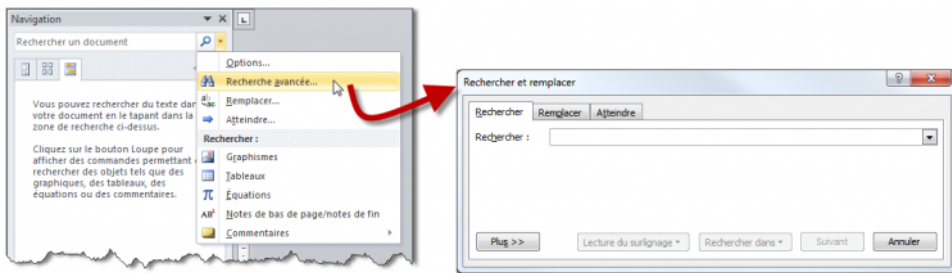 Navigation
Rechercher un document
Options...
Recherche avancée...
Remplacer...
Atteindre...
Rechercher :
Graphismes
Tableaux
Équations
Notes de bas de page/notes de fin
Commentaires
Vous pouvez rechercher du texte dan
votre document en le tapant dans la
zone de recherche ci-dessus.
Cliquez sur le bouton Loupe pour
afficher des commandes permettant
rechercher des objets tels que des
graphiques, des tableaux, des
équations ou des commentaires.
Rechercher et remplacer
Rechercher Remplacer Atteindre
Rechercher :
Plus >> Lecture du surlignage Rechercher dans Suivant Annuler